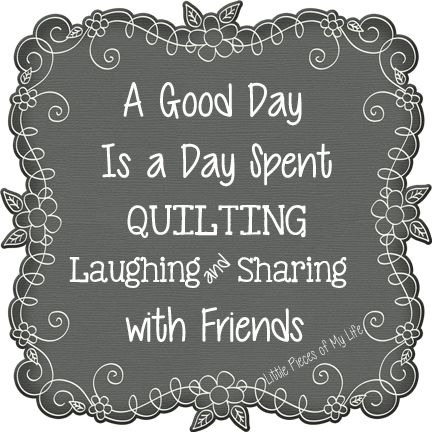 A Good Day
Is a Day Spent
QUILTING
Laughing and Sharing
with Friends
©Little Pieces of My Life